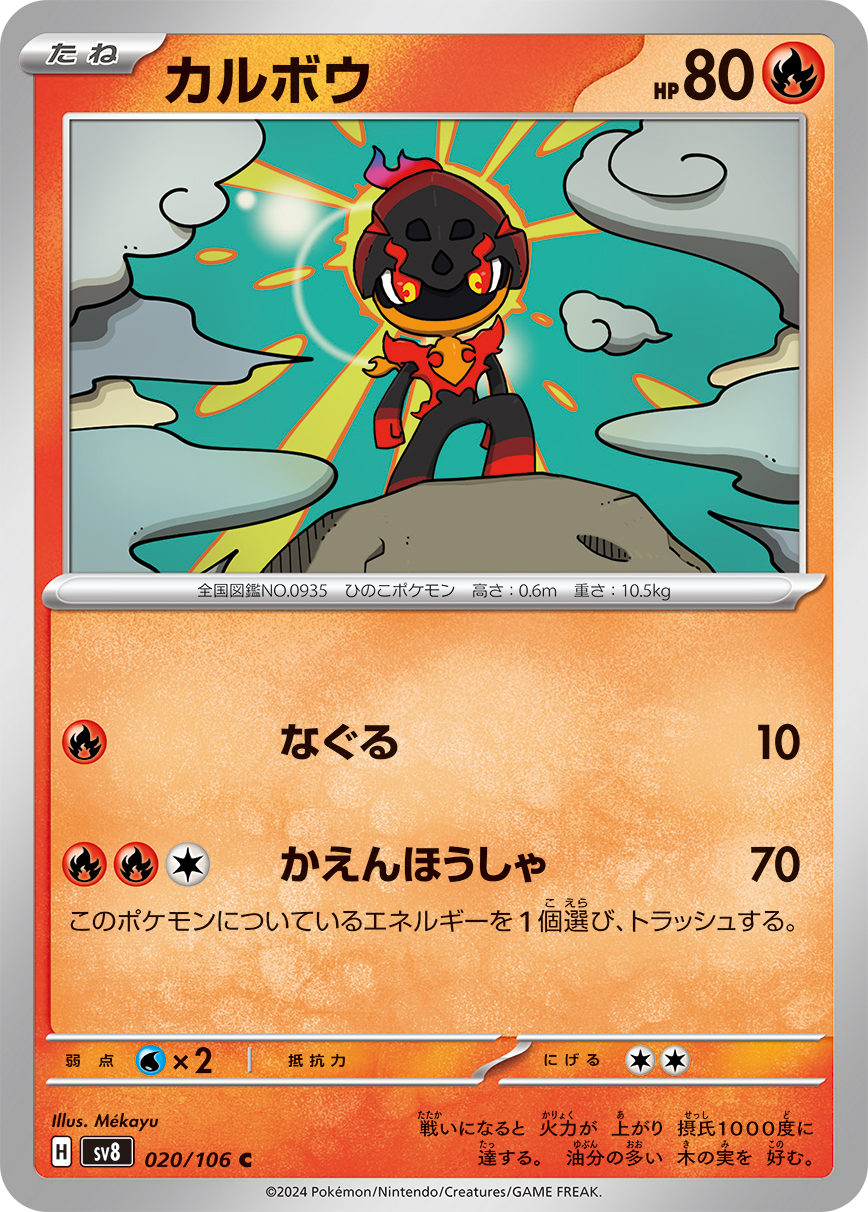 たね
カルボウ
HP80
全国図鑑NO.0935 ひのこポケモン 高さ：0.6m 重さ：10.5kg
なぐる 10
かえんほうしゃ 70
このポケモンについているエネルギーを1個選び、トラッシュする。
弱点 ×2 抵抗力 にげる
Illus. Mékayu
戦いになると 火力が 上がり 摂氏1000度に
達する。 油分の多い 木の実を 好む。
H sv8 020/106 C
©2024 Pokémon/Nintendo/Creatures/GAME FREAK.